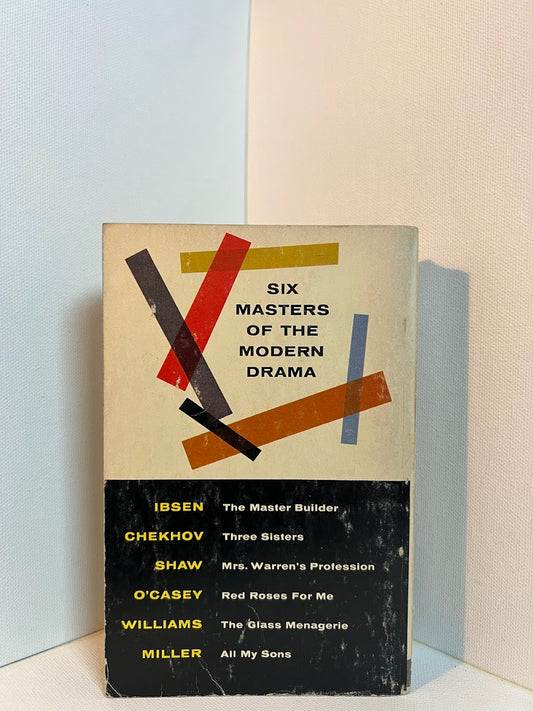 SIX
MASTERS
OF THE
MODERN
DRAMA
IBSEN The Master Builder
CHEKHOV Three Sisters
SHAW Mrs. Warren's Profession
O'CASEY Red Roses For Me
WILLIAMS The Glass Menagerie
MILLER All My Sons